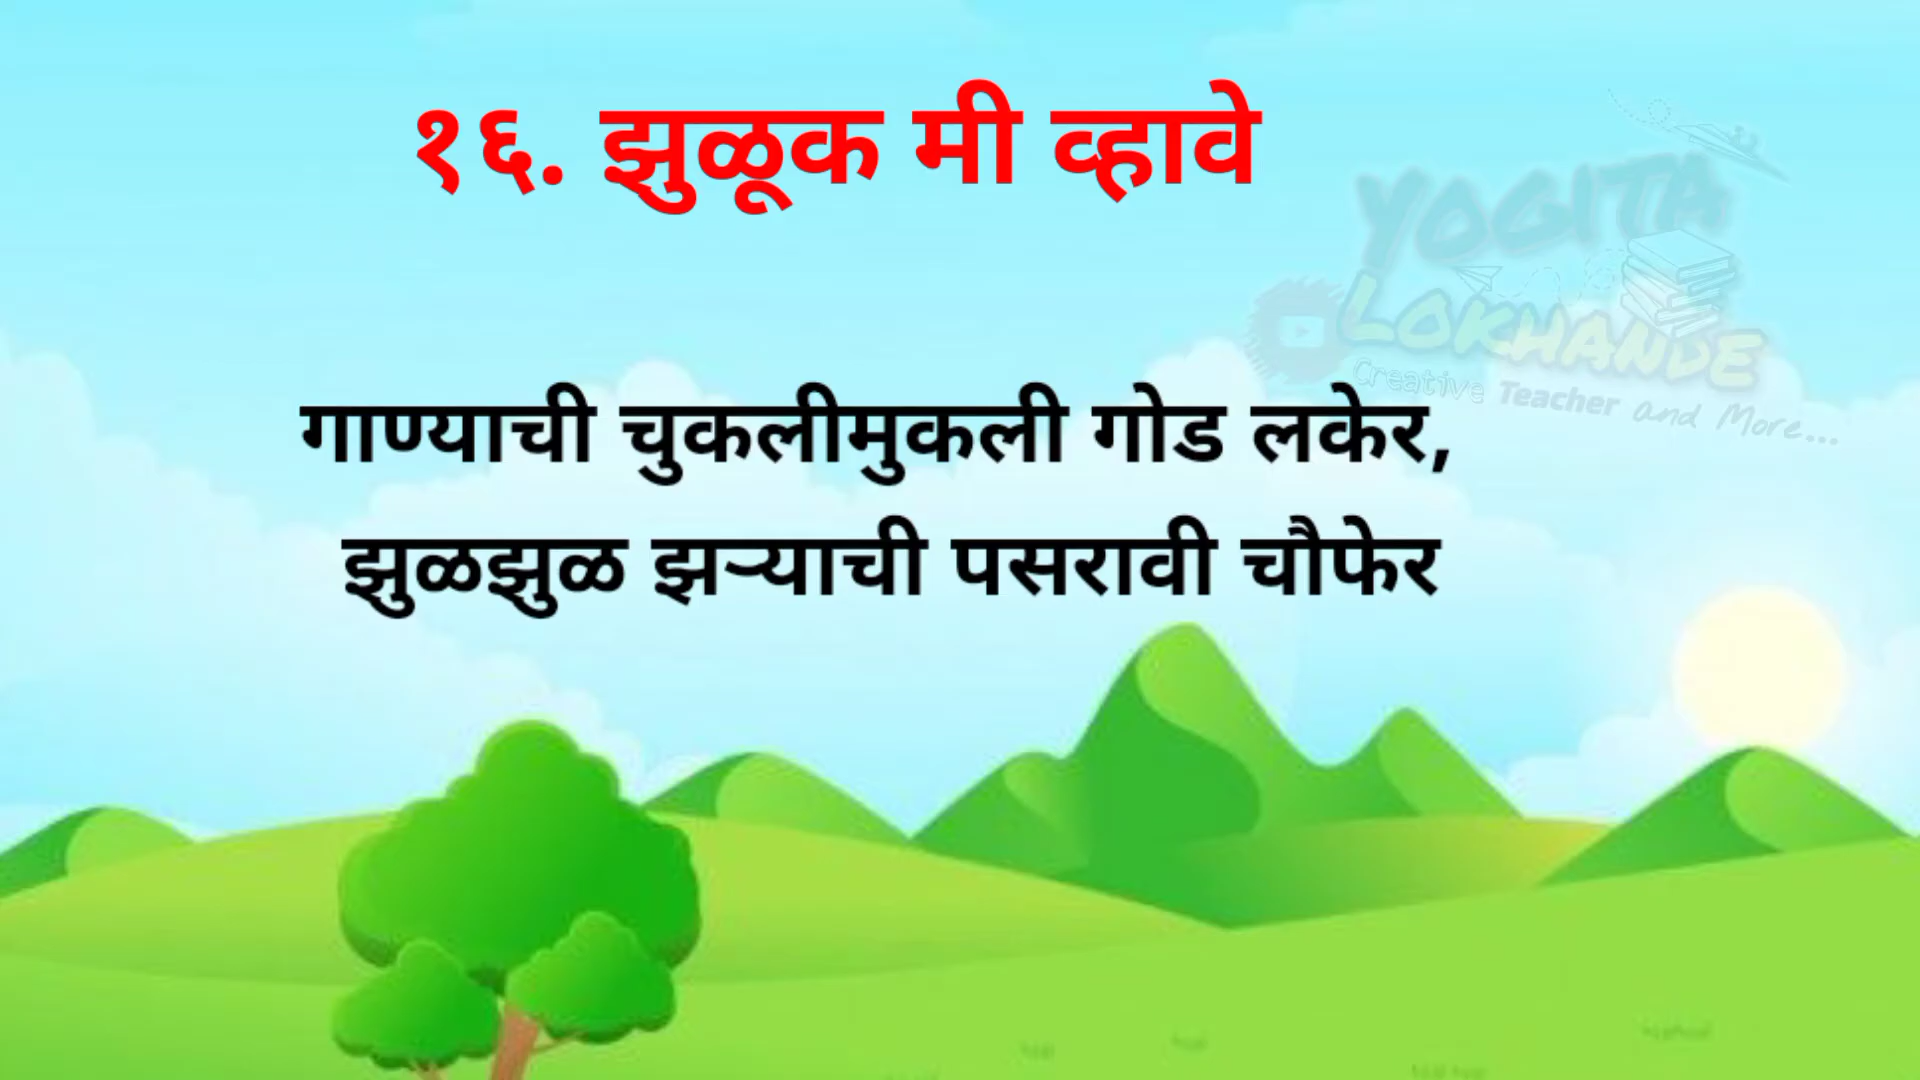 १६. झुळूक मी व्हावे
YOGITA
LOKHANDE
Creative Teacher and More...
गाण्याची चुकलीमुकली गोड लकेर,
झुळझुळ झऱ्याची पसरावी चौफेर